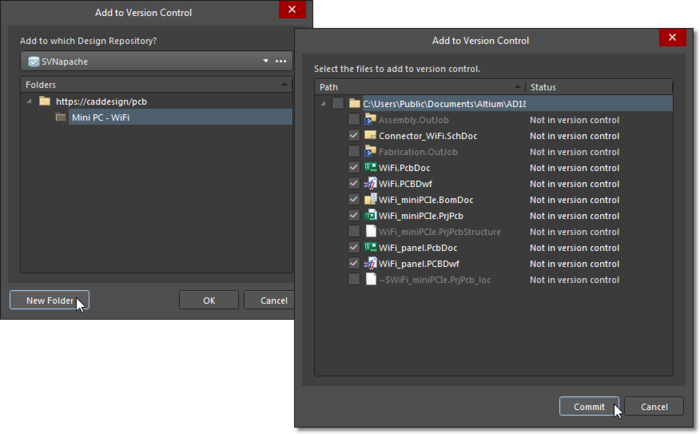 Add to Version Control
Add to which Design Repository?
SVNapache
Folders
https://caddesign/pcb
Mini PC - WiFi
New Folder
OK
Cancel
Add to Version Control
Select the files to add to version control.
Path Status
C:\Users\Public\Documents\Altium\AD18
Assembly.OutJob Not in version control
Connector_WiFi.SchDoc Not in version control
Fabrication.OutJob Not in version control
WiFi.PcbDoc Not in version control
WiFi.PCBDwf Not in version control
WiFi_miniPCIe.BomDoc Not in version control
WiFi_miniPCIe.PrjPcb Not in version control
WiFi_miniPCIe.PrjPcbStructure Not in version control
WiFi_panel.PcbDoc Not in version control
WiFi_panel.PCBDwf Not in version control
~$WiFi_miniPCIe.PrjPcb_loc Not in version control
Commit
Cancel